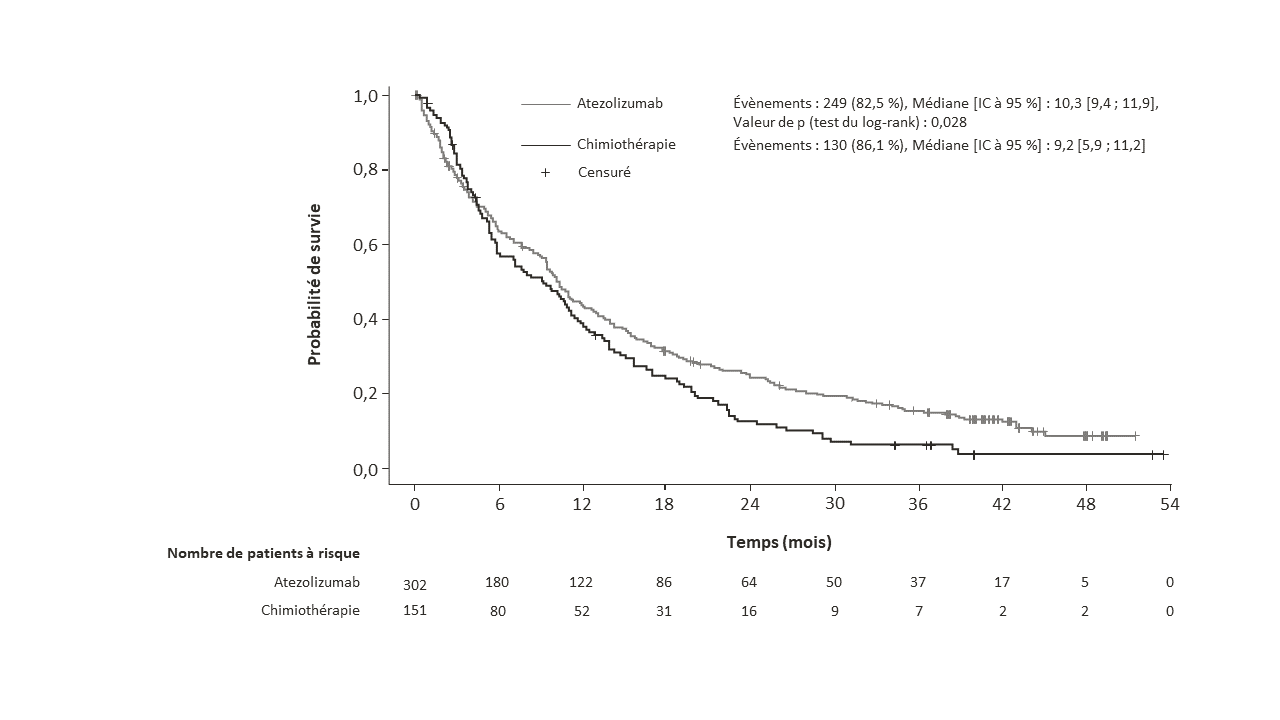 1,0
0,8
0,6
0,4
0,2
0,0
Probabilité de survie
Atezolizumab
Évènements : 249 (82,5 %), Médiane [IC à 95 %] : 10,3 [9,4 ; 11,9],
Valeur de p (test du log-rank) : 0,028
Chimiothérapie
Évènements : 130 (86,1 %), Médiane [IC à 95 %] : 9,2 [5,9 ; 11,2]
+ Censuré
0 6 12 18 24 30 36 42 48 54
Temps (mois)
Nombre de patients à risque
Atezolizumab 302 180 122 86 64 50 37 17 5 0
Chimiothérapie 151 80 52 31 16 9 7 2 2 0